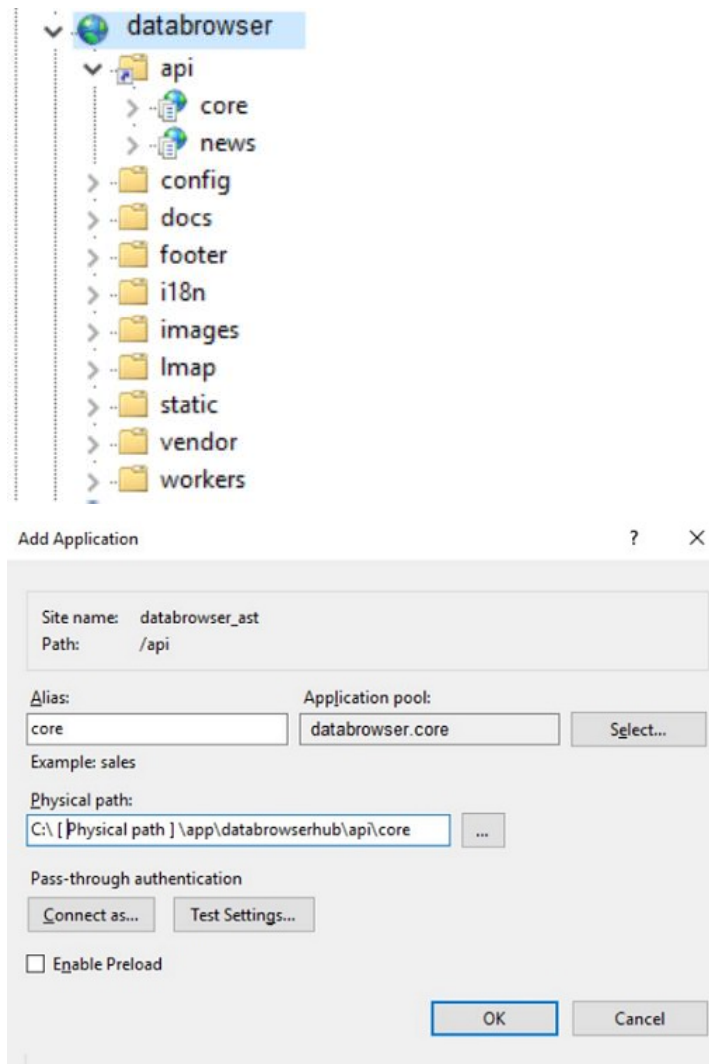 databrowser
api
core
news
config
docs
footer
i18n
images
lmap
static
vendor
workers
Add Application
?
Site name: databrowser_ast
Path: /api
Alias: Application pool:
core databrowser.core Select...
Example: sales
Physical path:
C:\ [ Physical path ] \app\databrowserhub\api\core ...
Pass-through authentication
Connect as... Test Settings...
Enable Preload
OK Cancel